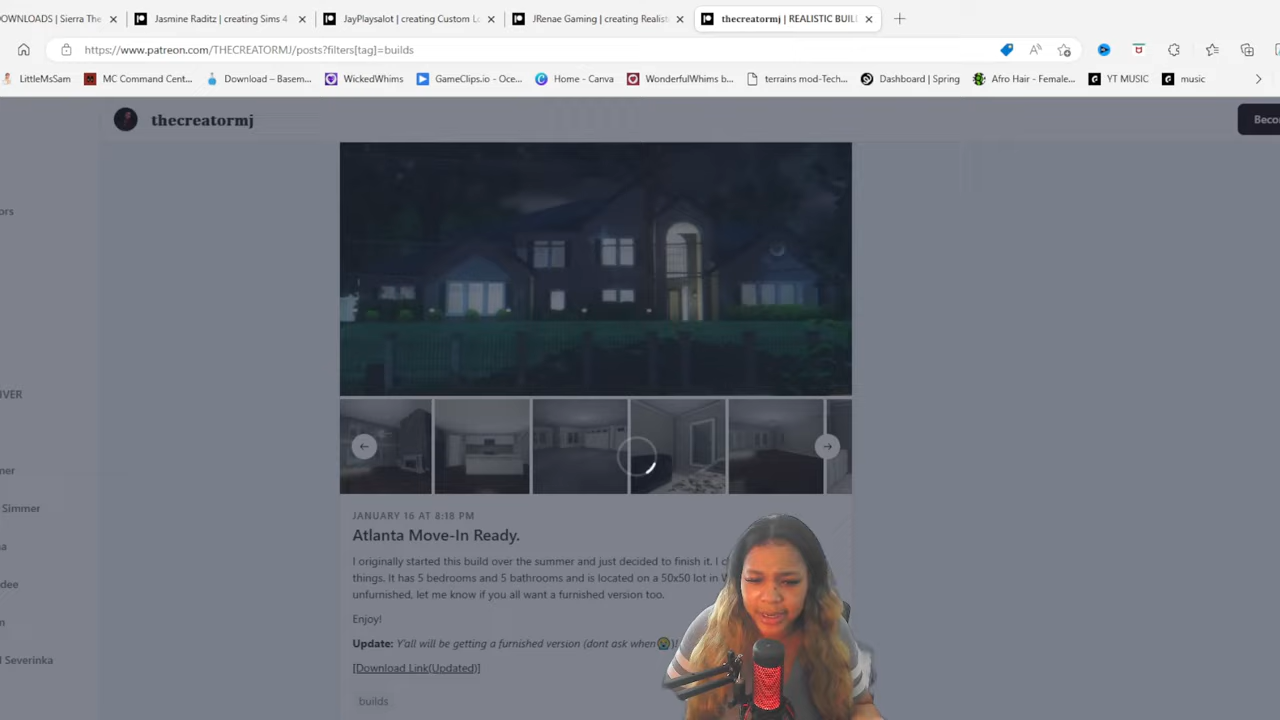 OWNLOADS | Sierra The
Jasmine Raditz | creating Sims 4
JayPlaysalot | creating Custom Lo
JRenae Gaming | creating Realist
thecreatormj | REALISTIC BUIL
https://www.patreon.com/THECREATORMJ/posts?filters[tag]=builds
LittleMsSam
MC Command Cent...
Download – Basem...
WickedWhims
GameClips.io - Oce...
Home - Canva
WonderfulWhims b...
terrains mod-Tech...
Dashboard | Spring
Afro Hair - Female...
YT MUSIC
music
thecreatormj
Beco
ors
IVER
mer
Simmer
a
dee
m
Severinka
JANUARY 16 AT 8:18 PM
Atlanta Move-In Ready.
I originally started this build over the summer and just decided to finish it. I c
things. It has 5 bedrooms and 5 bathrooms and is located on a 50x50 lot in W
unfurnished, let me know if you all want a furnished version too.
Enjoy!
Update: Y'all will be getting a furnished version (dont ask when😭)!
[Download Link(Updated)]
builds